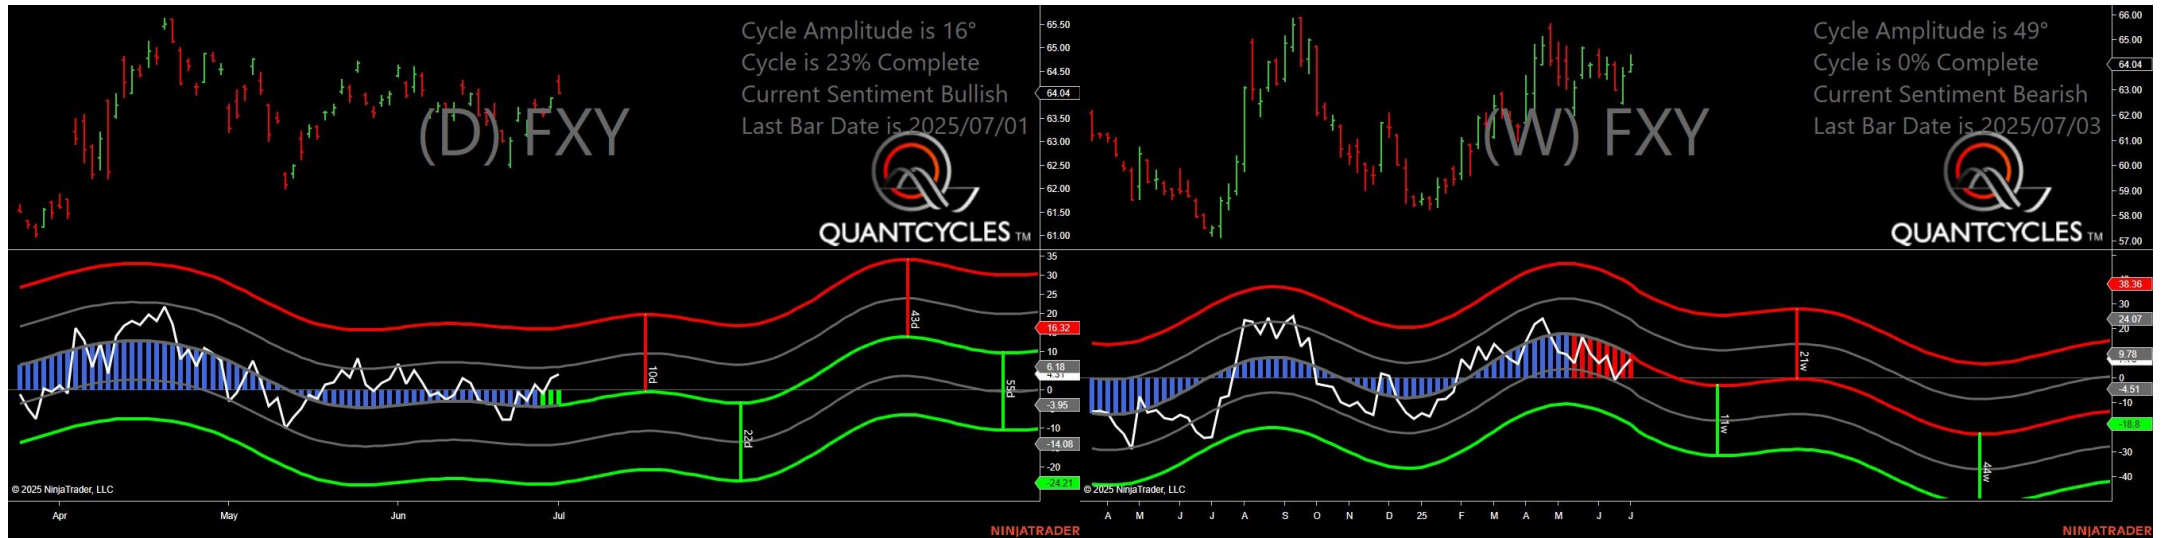 Cycle Amplitude is 16°
Cycle is 23% Complete
Current Sentiment Bullish
Last Bar Date is 2025/07/01
(D) FXY
QUANTCYCLES TM
65.50
65.00
64.50
64.04
63.50
63.00
62.50
62.00
61.50
61.00
35
30
25
20
16.32
10
6.18
0
-3.95
-10
-14.08
-20
-24.21
10d
22d
43d
55d
© 2025 NinjaTrader, LLC
Apr May Jun Jul
NINJATRADER
Cycle Amplitude is 49°
Cycle is 0% Complete
Current Sentiment Bearish
Last Bar Date is 2025/07/03
(W) FXY
QUANTCYCLES TM
66.00
65.00
64.04
63.00
62.00
61.00
60.00
59.00
58.00
57.00
38.36
30
24.07
20
9.78
0
-4.51
-10
-18.8
-30
-40
11w
21w
44w
© 2025 NinjaTrader, LLC
A M J J A S O N D 25 F M A M J J
NINJATRADER